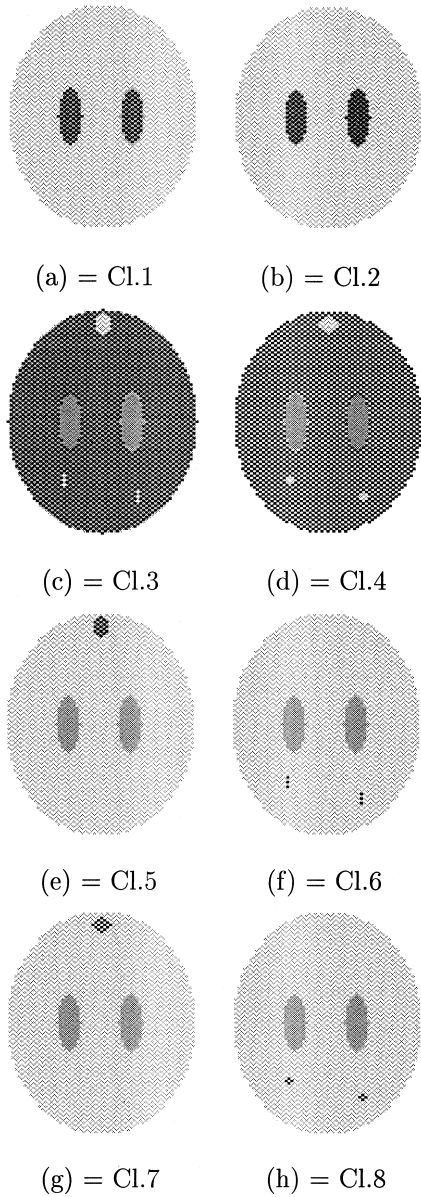 (a) = Cl.1 (b) = Cl.2
(c) = Cl.3 (d) = Cl.4
(e) = Cl.5 (f) = Cl.6
(g) = Cl.7 (h) = Cl.8